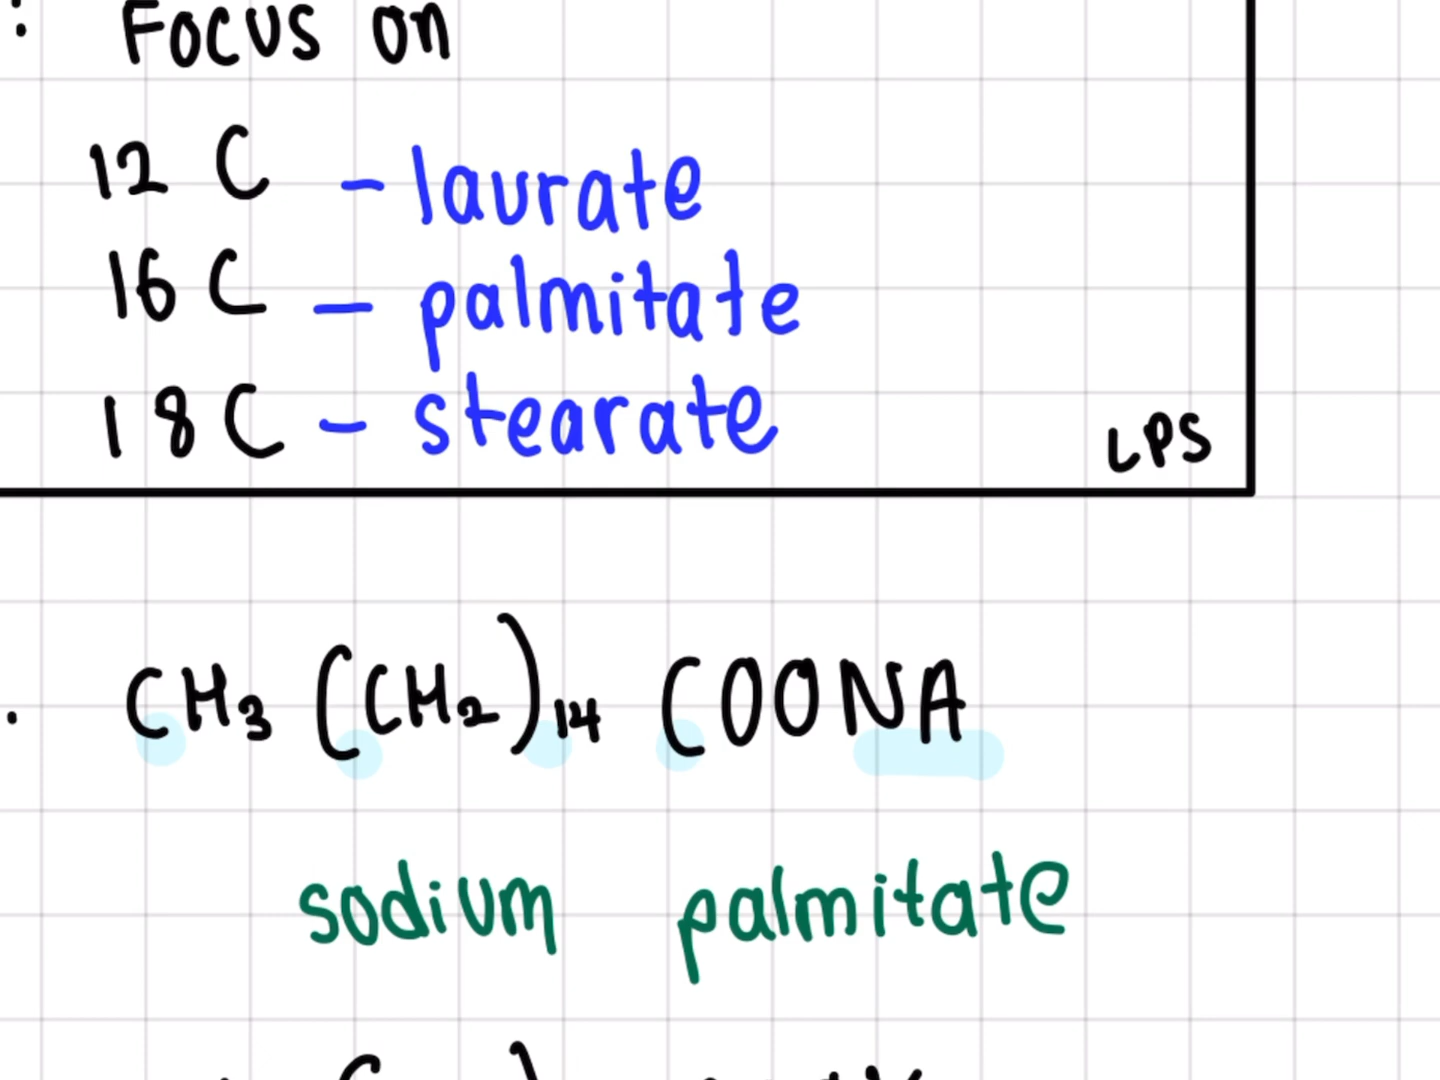 : Focus on
12 C - laurate
16 C - palmitate
18 C - stearate
LPS
. CH₃ (CH₂)₁₄ COONA
sodium palmitate